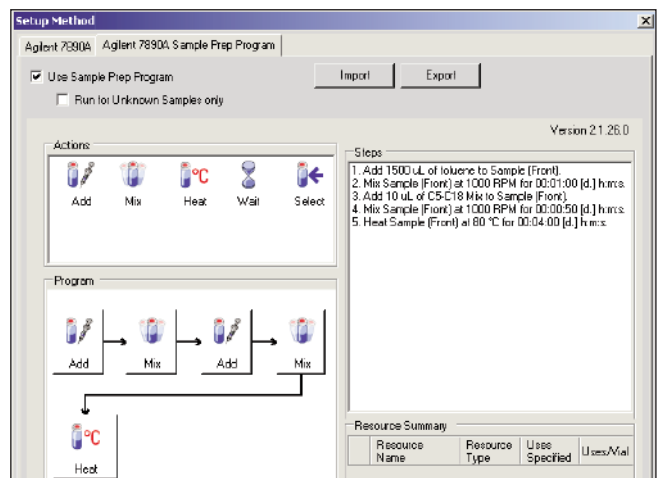 Setup Method
Agilent 7890A Agilent 7890A Sample Prep Program
Use Sample Prep Program
Import Export
Run for Unknown Samples only
Version 2.1.26.0
Actions
Add Mix Heat Wait Select
°C
Steps
1. Add 1500 uL of toluene to Sample (Front).
2. Mix Sample (Front) at 1000 RPM for 00:01:00 [d.] h:m:s.
3. Add 10 uL of C5-C18 Mix to Sample (Front).
4. Mix Sample (Front) at 1000 RPM for 00:00:50 [d.] h:m:s.
5. Heat Sample (Front) at 80 °C for 00:04:00 [d.] h:m:s.
Program
Add Mix Add Mix
°C
Heat
Resource Summary
Resource Name Resource Type Uses Specified Uses/Vial